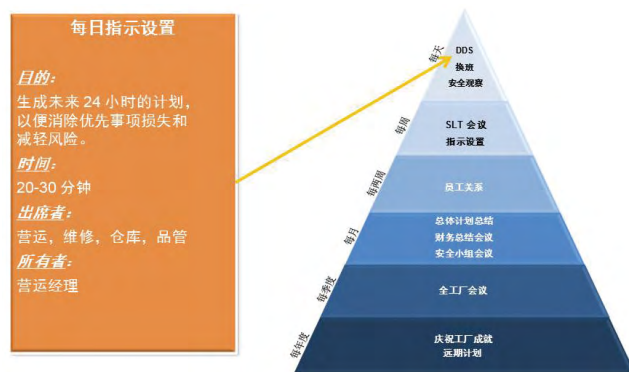 每日指示设置
目的：
生成未来 24 小时的计划，
以便消除优先事项损失和
减轻风险。
时间：
20-30 分钟
出席者：
营运，维修，仓库，品管
所有者：
营运经理
每天
DDS
换班
安全观察
每周
SLT 会议
指示设置
每两周
员工关系
每月
总体计划总结
财务总结会议
安全小组会议
每季度
全工厂会议
每年度
庆祝工厂成就
远期计划